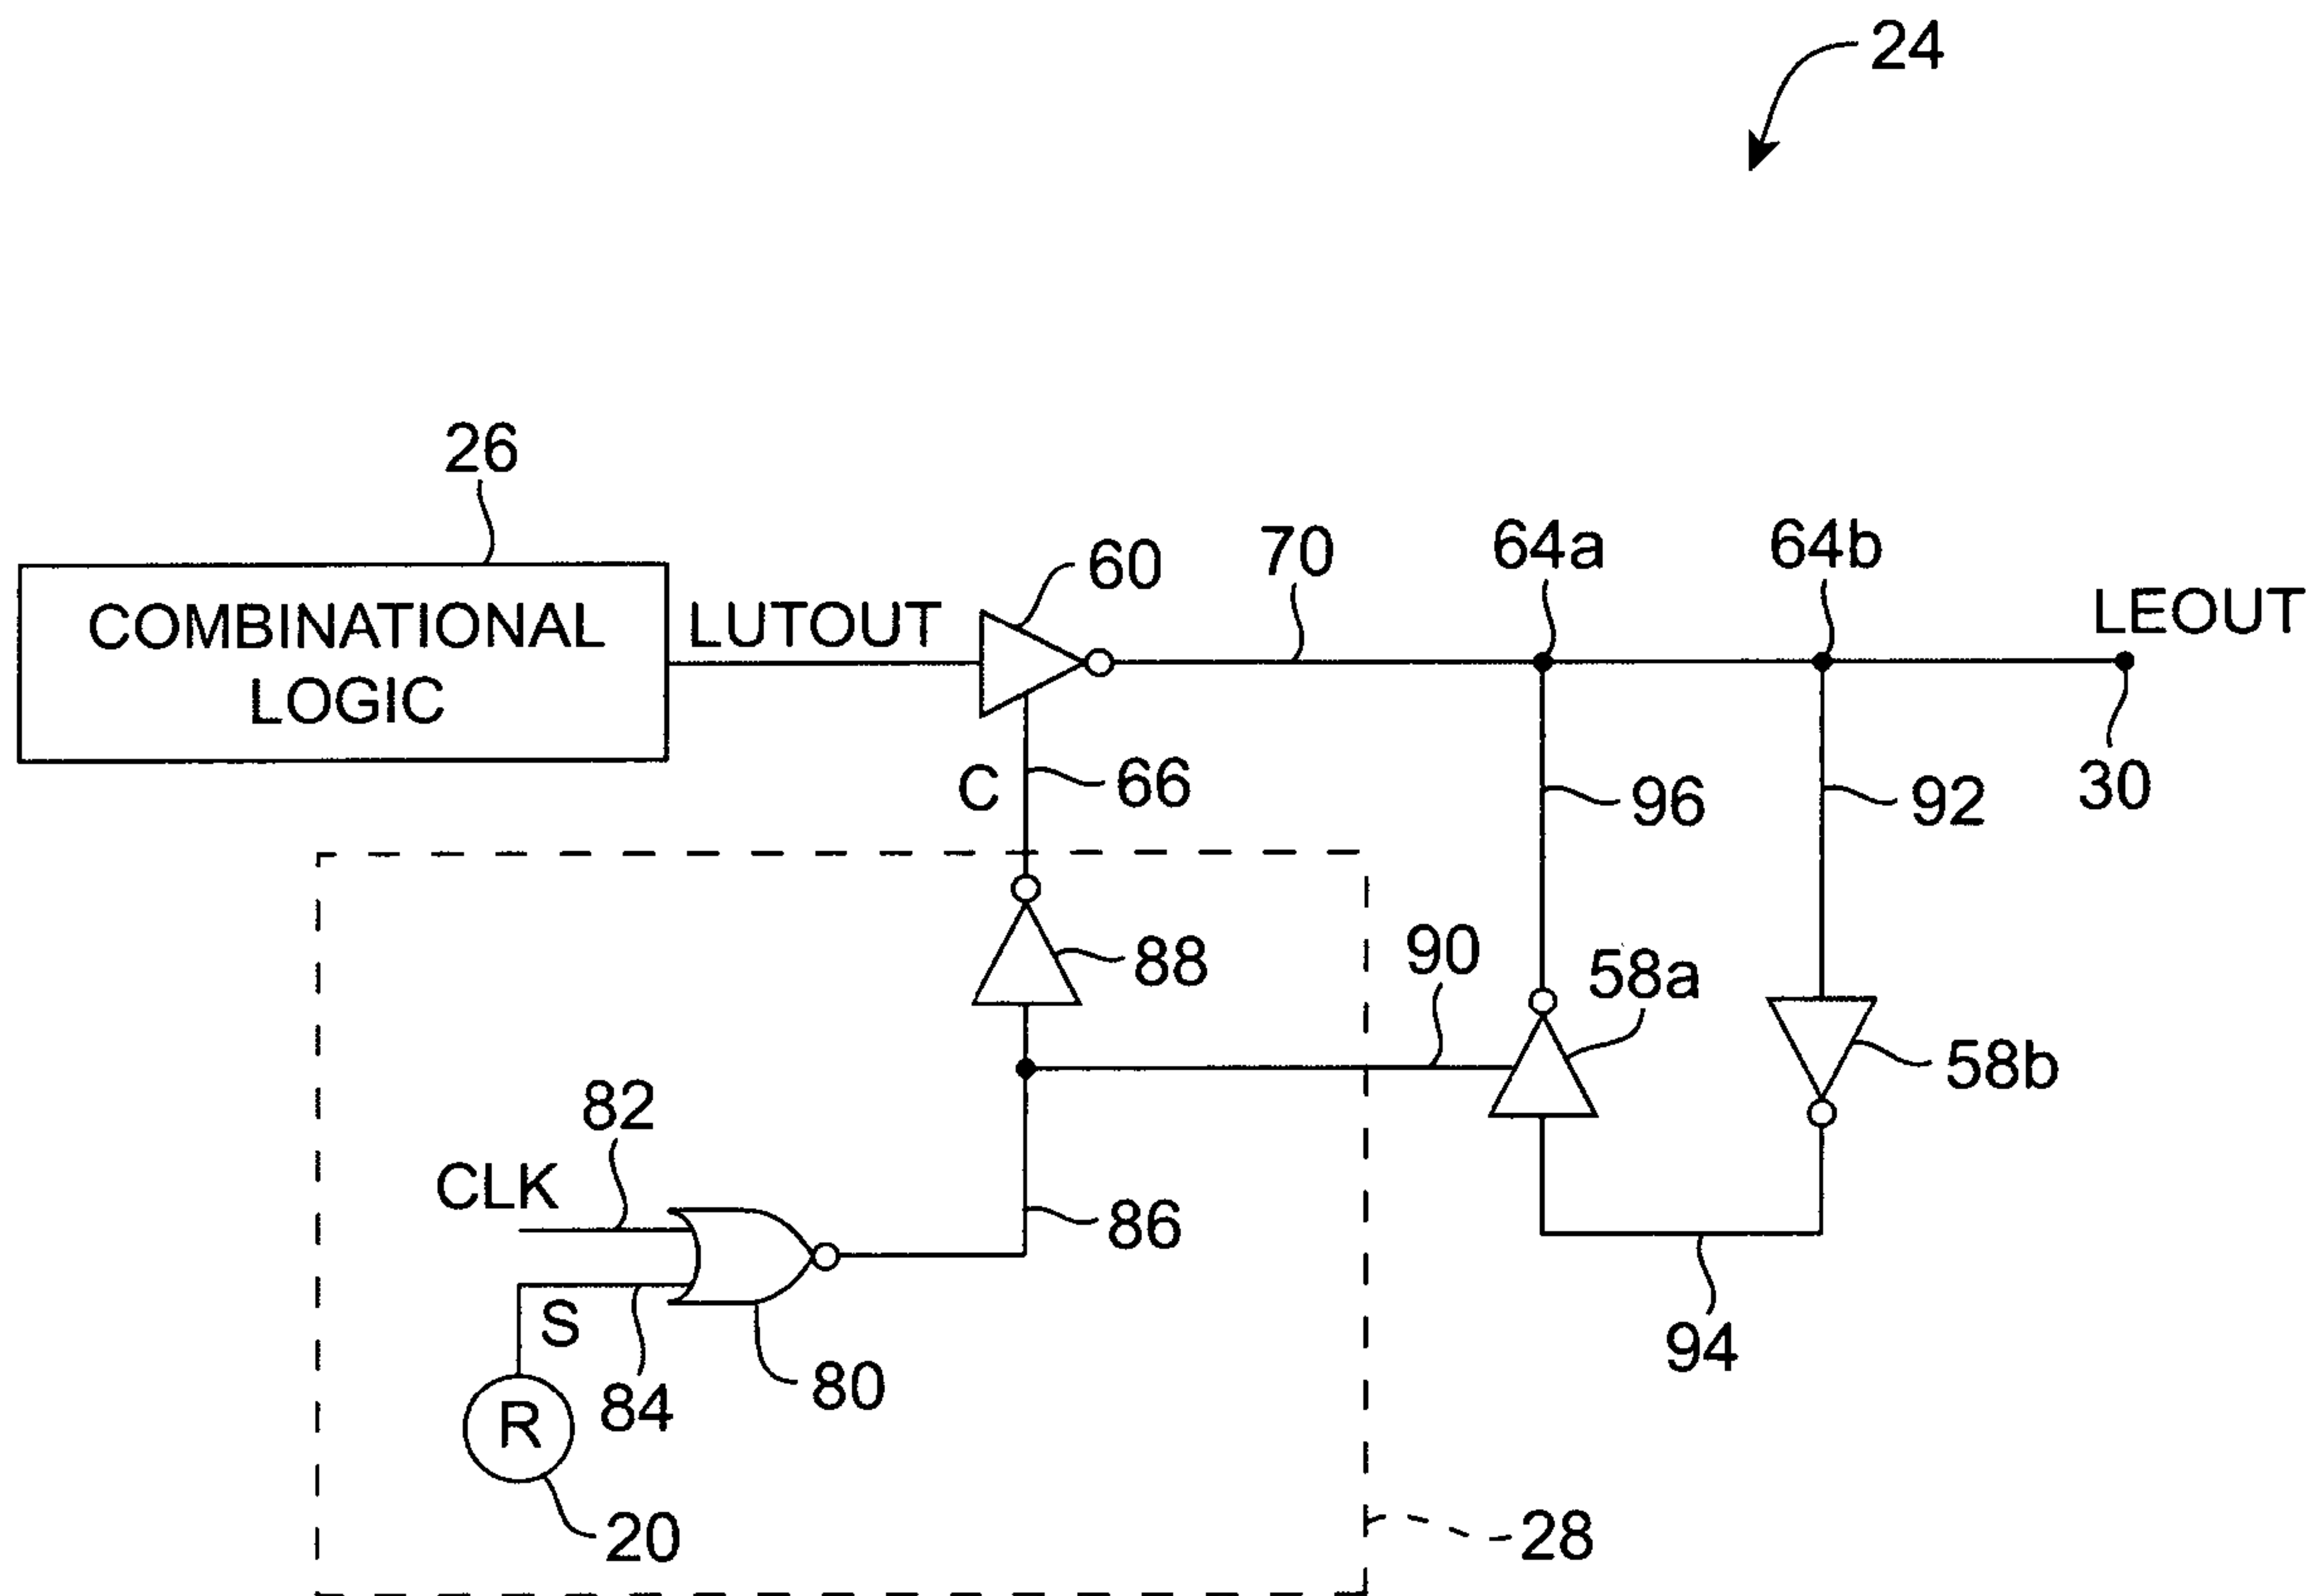 24
26
COMBINATIONAL
LOGIC
LUTOUT
60
70
64a
64b
LEOUT
C
66
96
92
30
88
90
58a
58b
82
CLK
86
S
84
80
94
R
20
28